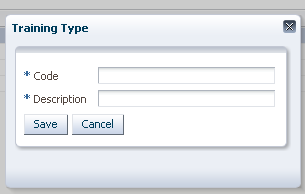 Training Type
* Code
* Description
Save Cancel